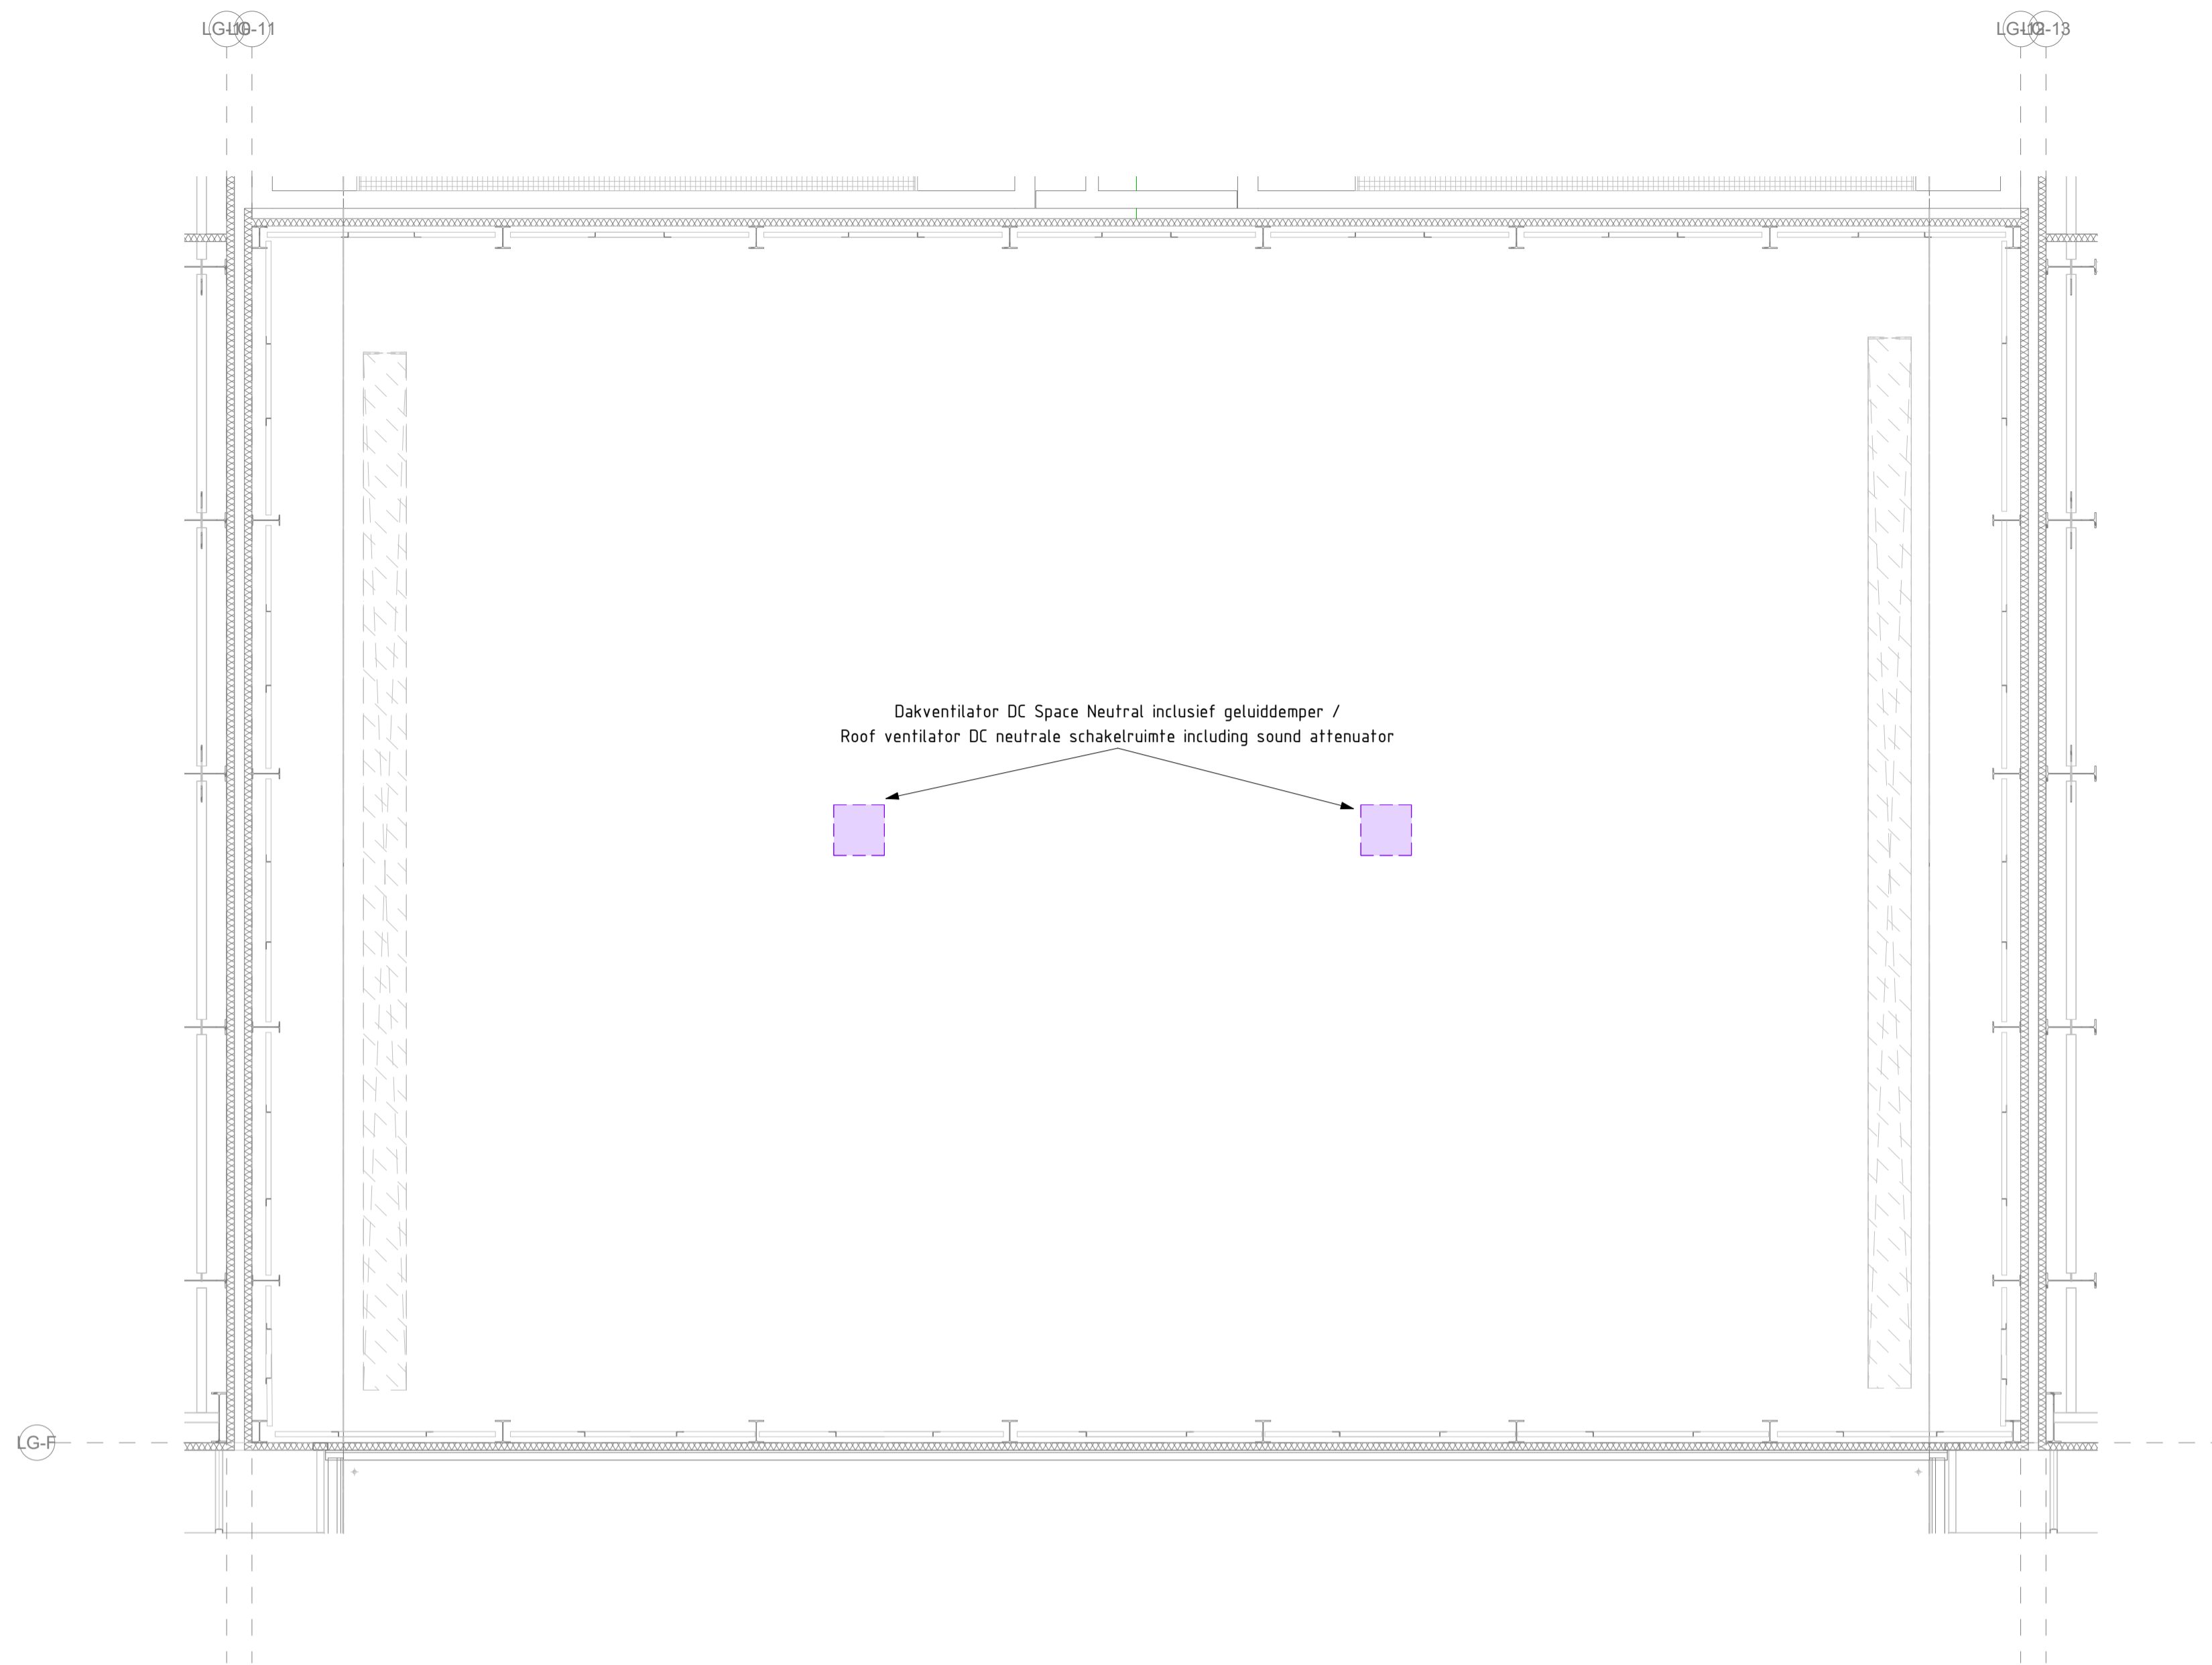 LG-10
LG-11
LG-12
LG-13
Dakventilator DC Space Neutral inclusief geluiddemper /
Roof ventilator DC neutrale schakelruimte including sound attenuator
LG-F